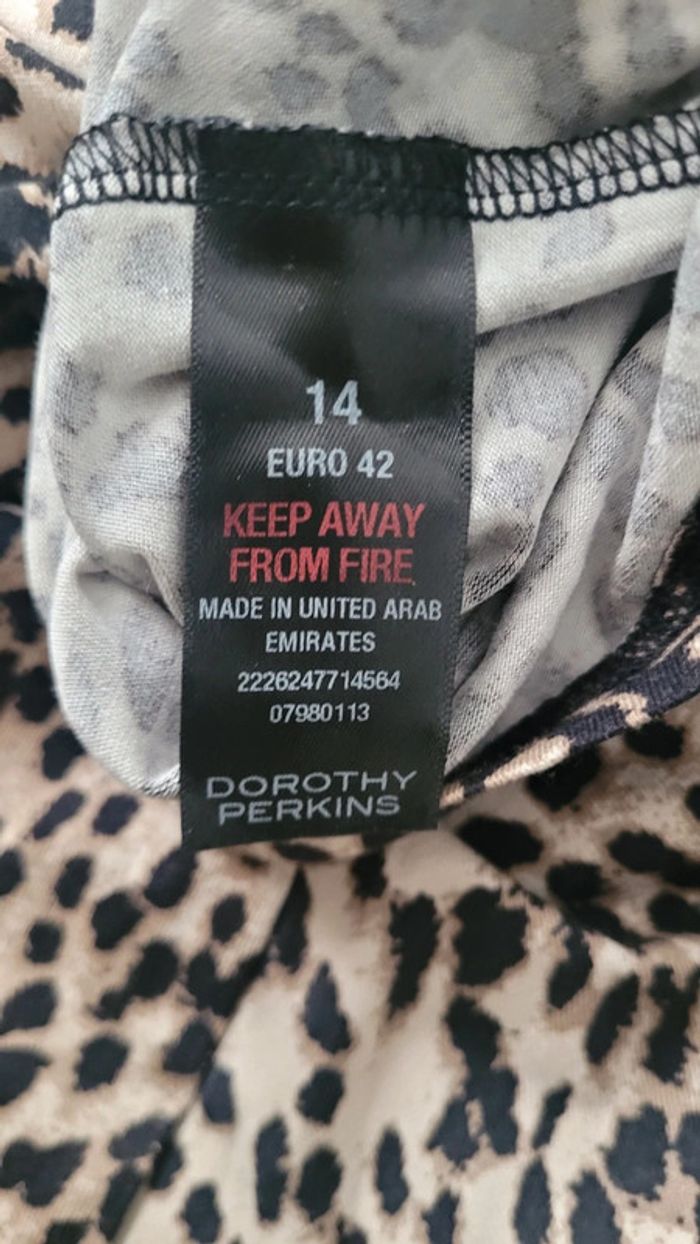 14
EURO 42
KEEP AWAY
FROM FIRE
MADE IN UNITED ARAB
EMIRATES
2226247714564
07980113
DOROTHY
PERKINS